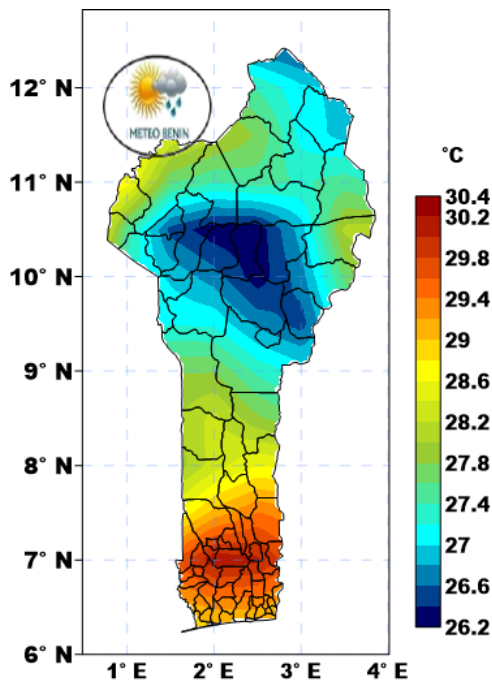 12° N
METEO BENIN
11° N
10° N
9° N
8° N
7° N
6° N
1° E
2° E
3° E
4° E
°C
30.4
30.2
29.8
29.4
29
28.6
28.2
27.8
27.4
27
26.6
26.2